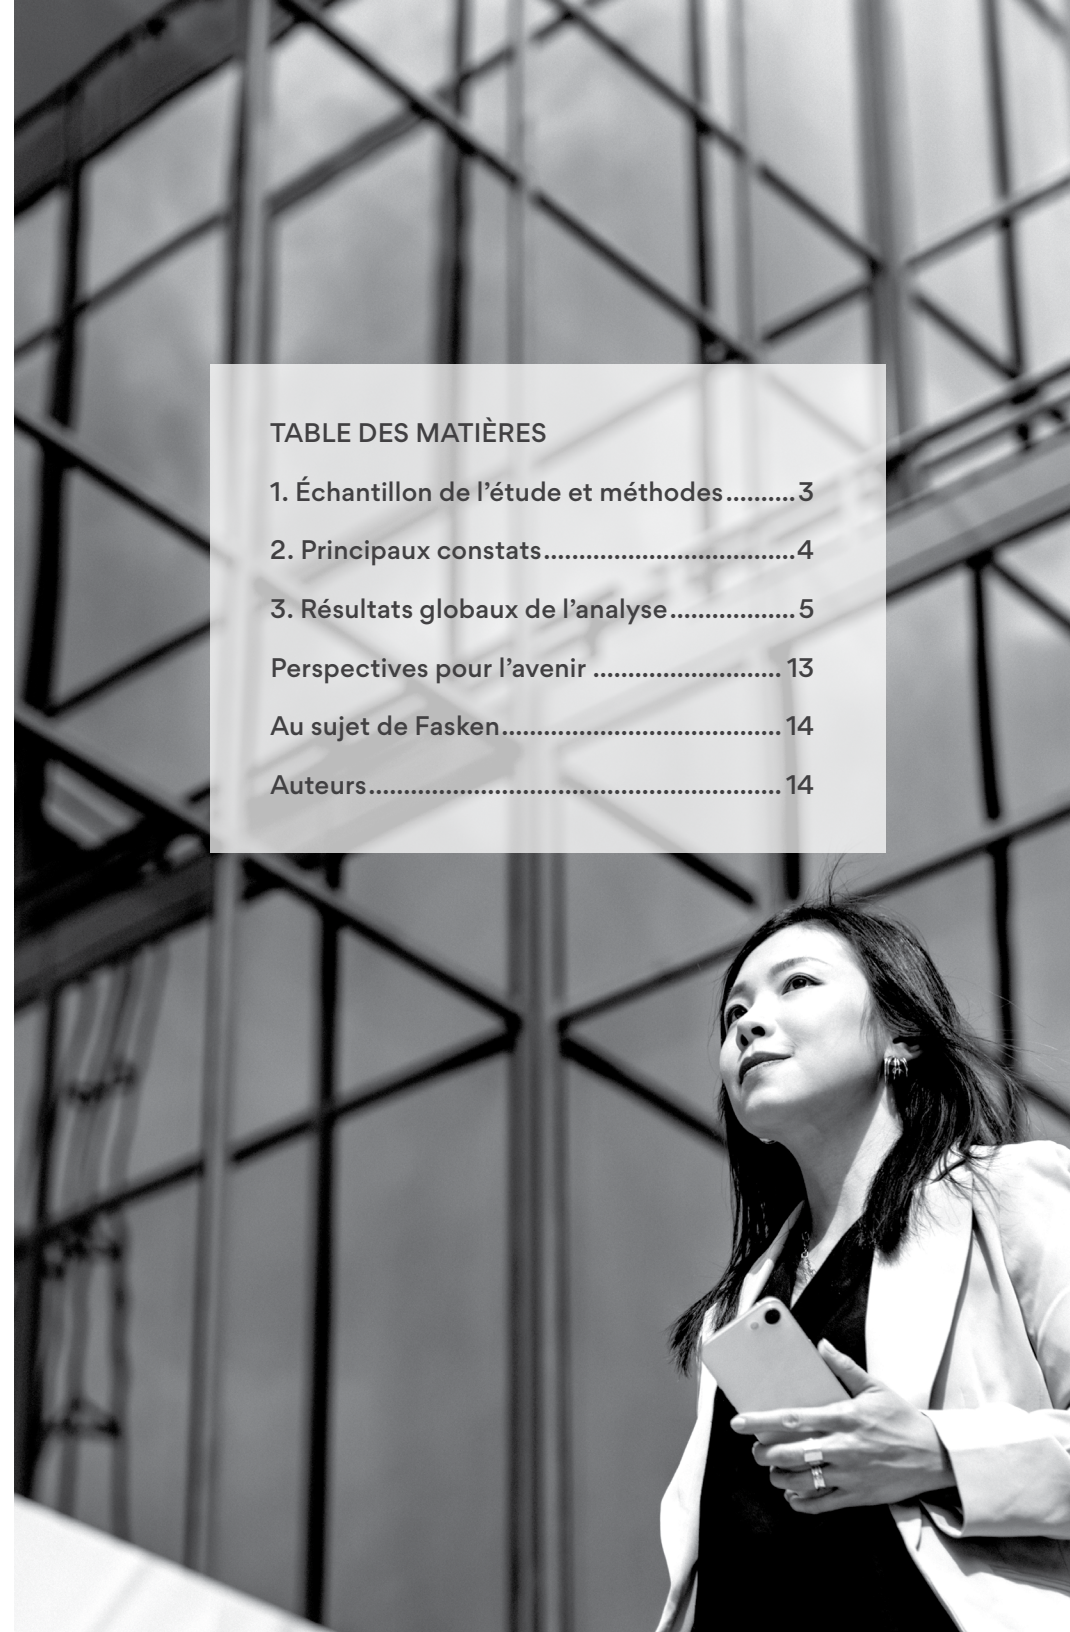 TABLE DES MATIÈRES
1. Échantillon de l’étude et méthodes..........3
2. Principaux constats....................................4
3. Résultats globaux de l’analyse..................5
Perspectives pour l’avenir ........................... 13
Au sujet de Fasken........................................ 14
Auteurs........................................................... 14